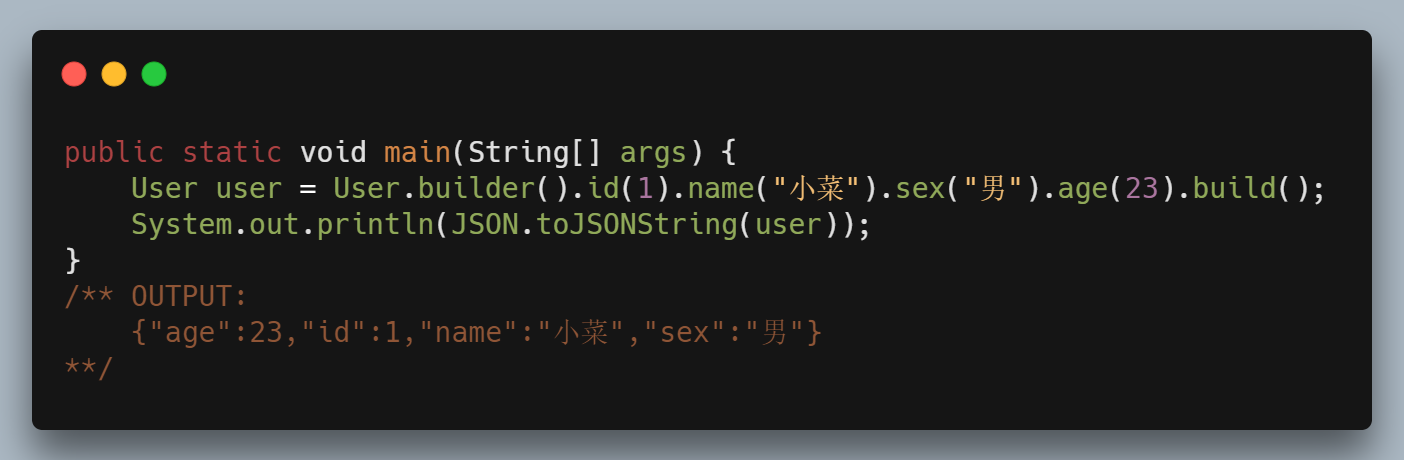 public static void main(String[] args) {
    User user = User.builder().id(1).name("小菜").sex("男").age(23).build();
    System.out.println(JSON.toJSONString(user));
}
/** OUTPUT:
    {"age":23,"id":1,"name":"小菜","sex":"男"}
**/